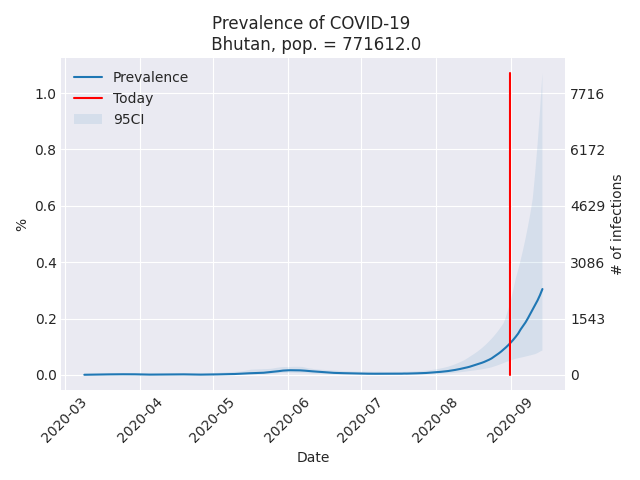 Prevalence of COVID-19
Bhutan, pop. = 771612.0
Prevalence
Today
95CI
1.0
0.8
0.6
0.4
0.2
0.0
%
7716
6172
4629
3086
1543
0
# of infections
2020-03
2020-04
2020-05
2020-06
2020-07
2020-08
2020-09
Date